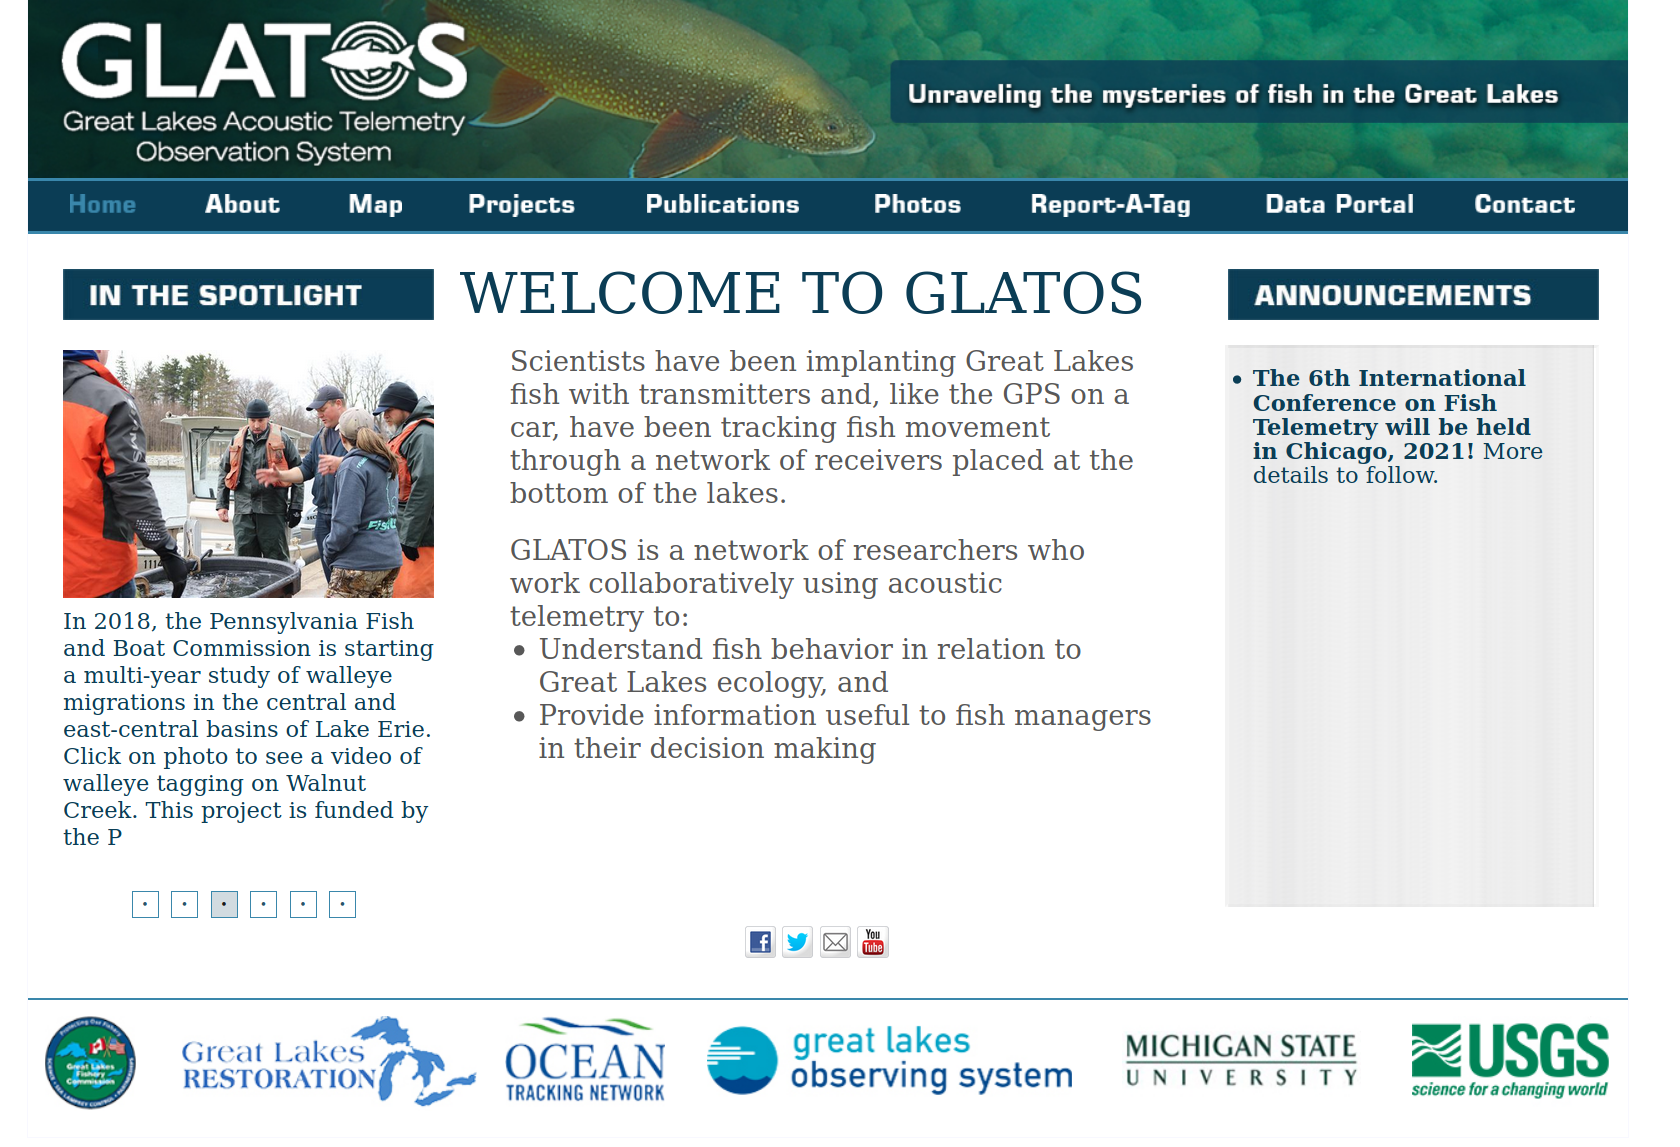 GLATOS
Great Lakes Acoustic Telemetry
Observation System
Unraveling the mysteries of fish in the Great Lakes
Home About Map Projects Publications Photos Report-A-Tag Data Portal Contact
IN THE SPOTLIGHT
In 2018, the Pennsylvania Fish
and Boat Commission is starting
a multi-year study of walleye
migrations in the central and
east-central basins of Lake Erie.
Click on photo to see a video of
walleye tagging on Walnut
Creek. This project is funded by
the P
WELCOME TO GLATOS
Scientists have been implanting Great Lakes
fish with transmitters and, like the GPS on a
car, have been tracking fish movement
through a network of receivers placed at the
bottom of the lakes.
GLATOS is a network of researchers who
work collaboratively using acoustic
telemetry to:
• Understand fish behavior in relation to
Great Lakes ecology, and
• Provide information useful to fish managers
in their decision making
ANNOUNCEMENTS
• The 6th International
Conference on Fish
Telemetry will be held
in Chicago, 2021! More
details to follow.
You
Tube
Great Lakes
Fishery
Commission
Great Lakes
RESTORATION
OCEAN
TRACKING NETWORK
great lakes
observing system
MICHIGAN STATE
UNIVERSITY
USGS
science for a changing world